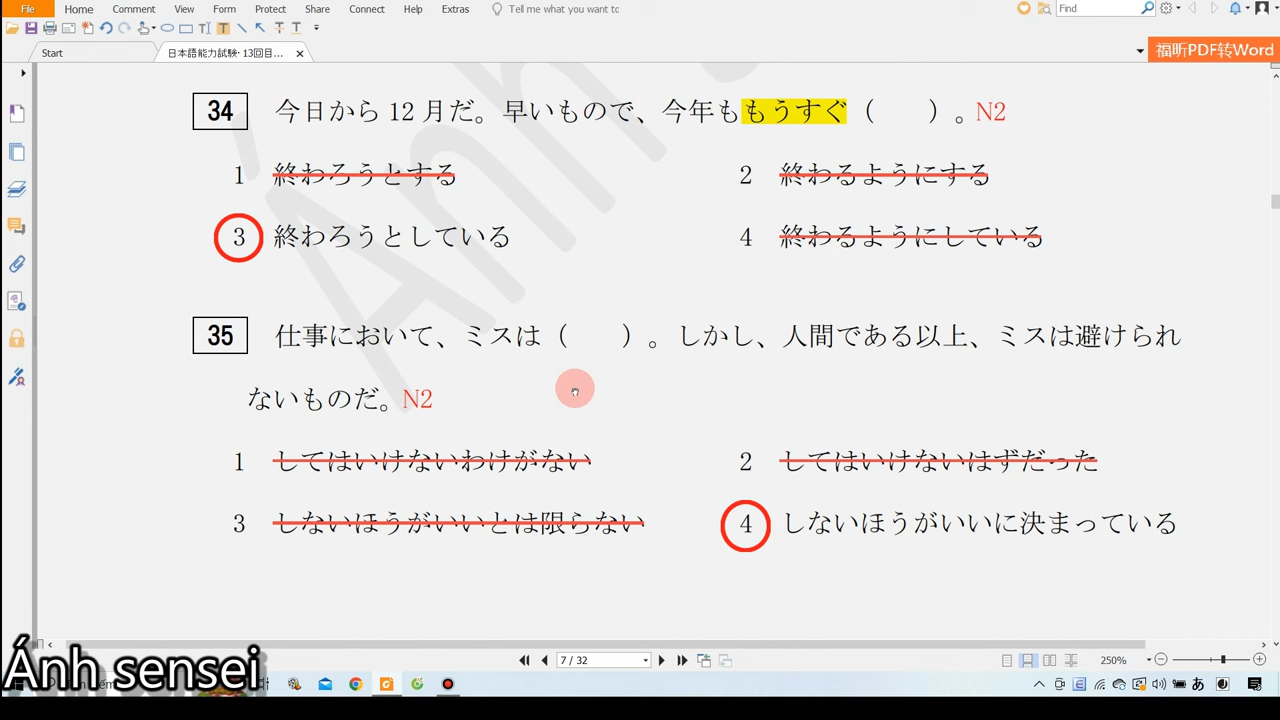 File Home Comment View Form Protect Share Connect Help Extras Tell me what you want to Find
Start 日本語能力試験· 13回目... 福昕PDF转Word
34 今日から12月だ。早いもので、今年ももうすぐ（ ）。N2
1 終わろうとする 2 終わるようにする
3 終わろうとしている 4 終わるようにしている
35 仕事において、ミスは（ ）。しかし、人間である以上、ミスは避けられ
ないものだ。N2
1 してはいけないわけがない 2 してはいけないはずだった
3 しないほうがいいとは限らない 4 しないほうがいいに決まっている
Ánh
Ánh sensei
7 / 32 250%
あ